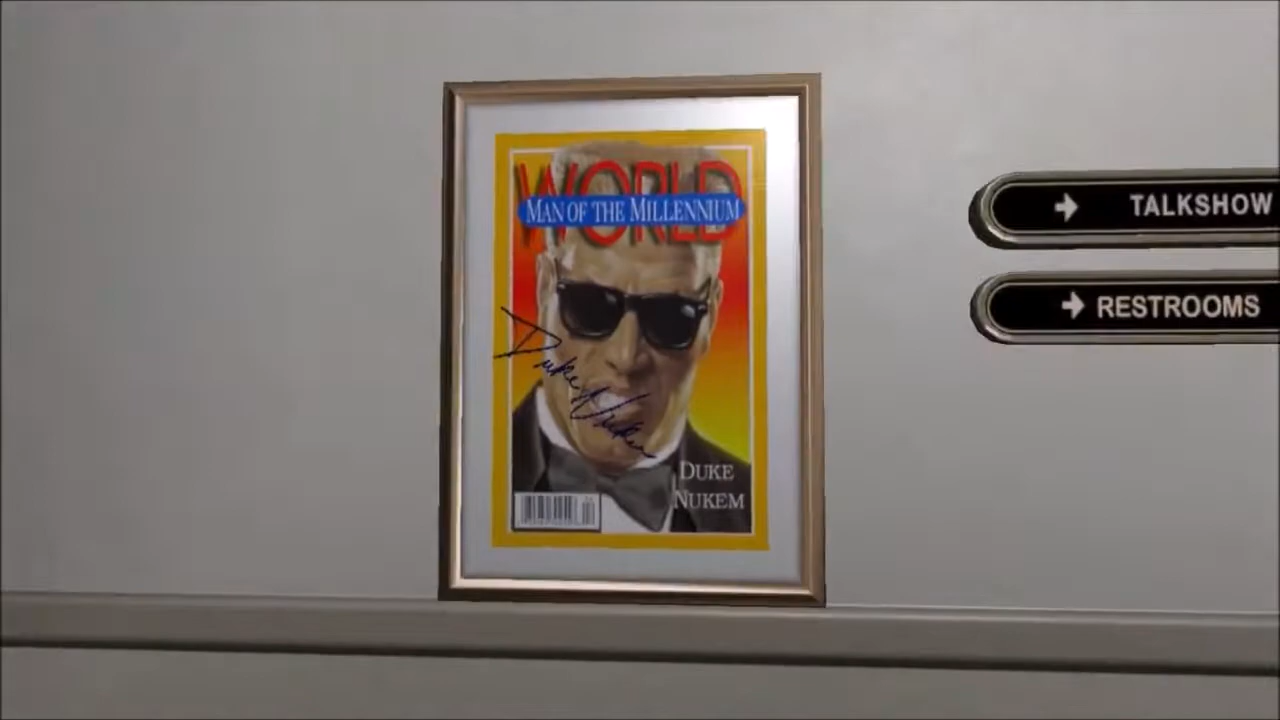 WORLD
MAN OF THE MILLENNIUM
Duke Nukem
DUKE
NUKEM
TALKSHOW
RESTROOMS